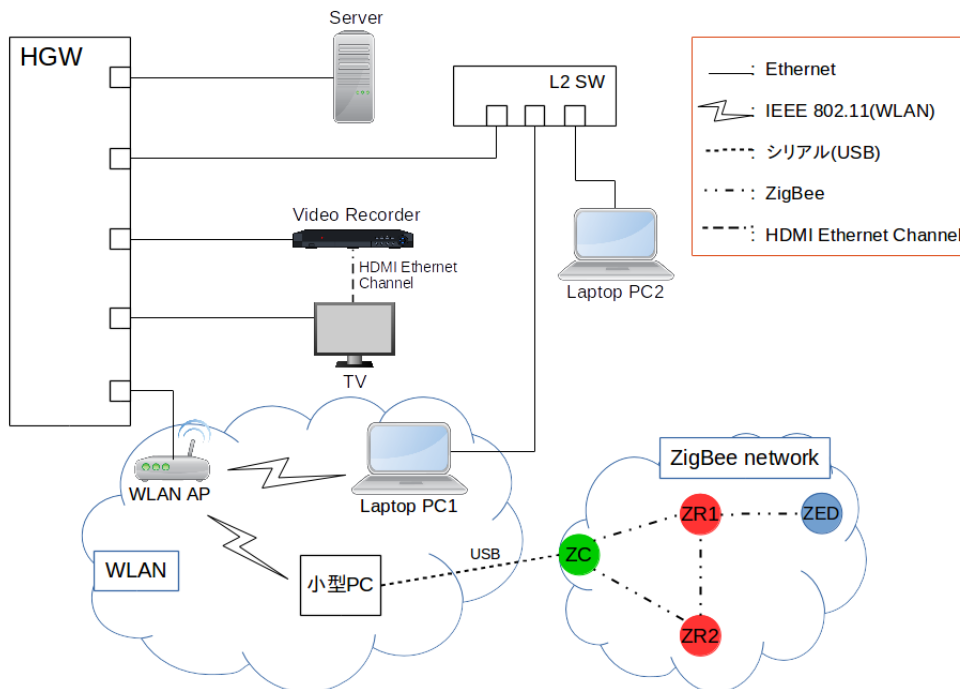 Server
HGW
L2 SW
: Ethernet
: IEEE 802.11(WLAN)
: シリアル(USB)
: ZigBee
: HDMI Ethernet Channel
Video Recorder
HDMI Ethernet
Channel
Laptop PC2
TV
WLAN AP
Laptop PC1
ZigBee network
ZR1
ZED
ZC
USB
WLAN
小型PC
ZR2